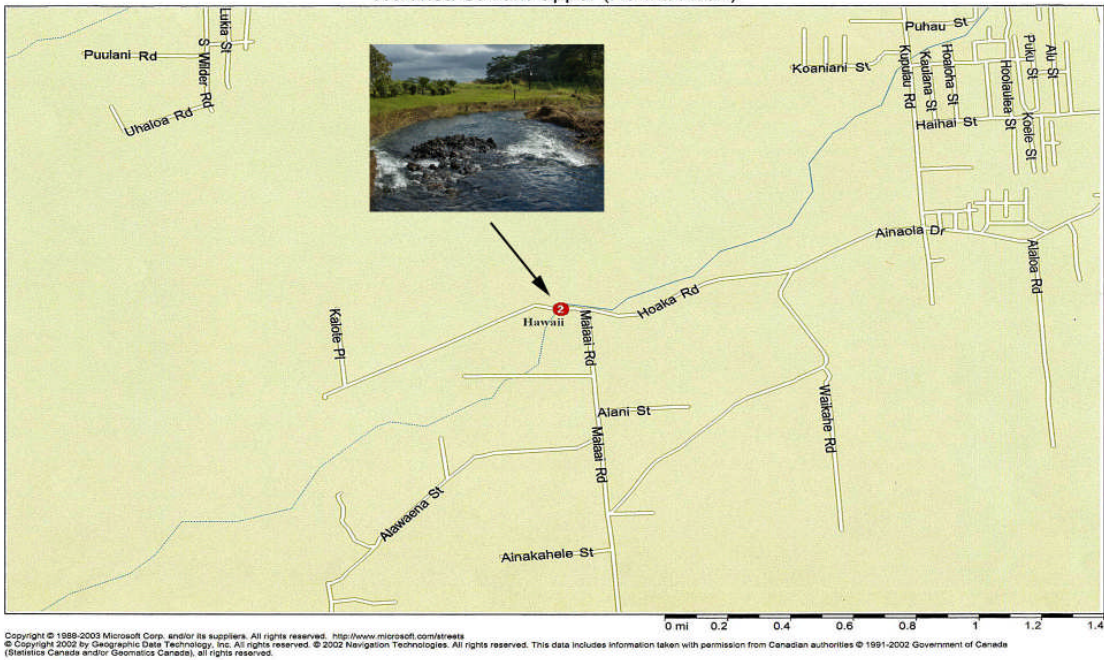 Puulani Rd
S Wilder Rd
Lukia St
Uhaloa Rd
Puhau St
Koaniani St
Kupulau Rd
Kaulana St
Hoaloha St
Hoolaulea St
Puku St
Alu St
Haihai St
Koele St
Ainaola Dr
Alaloa Rd
Hoaka Rd
2
Hawaii
Kalote Pl
Malaai Rd
Alani St
Malaai Rd
Waikahe Rd
Alawaena St
Ainakahele St
0 mi 0.2 0.4 0.6 0.8 1 1.2 1.4
Copyright © 1988-2003 Microsoft Corp. and/or its suppliers. All rights reserved. http://www.microsoft.com/streets
© Copyright 2002 by Geographic Data Technology, Inc. All rights reserved. © 2002 Navigation Technologies. All rights reserved. This data includes information taken with permission from Canadian authorities © 1991-2002 Government of Canada
(Statistics Canada and/or Geomatics Canada), all rights reserved.